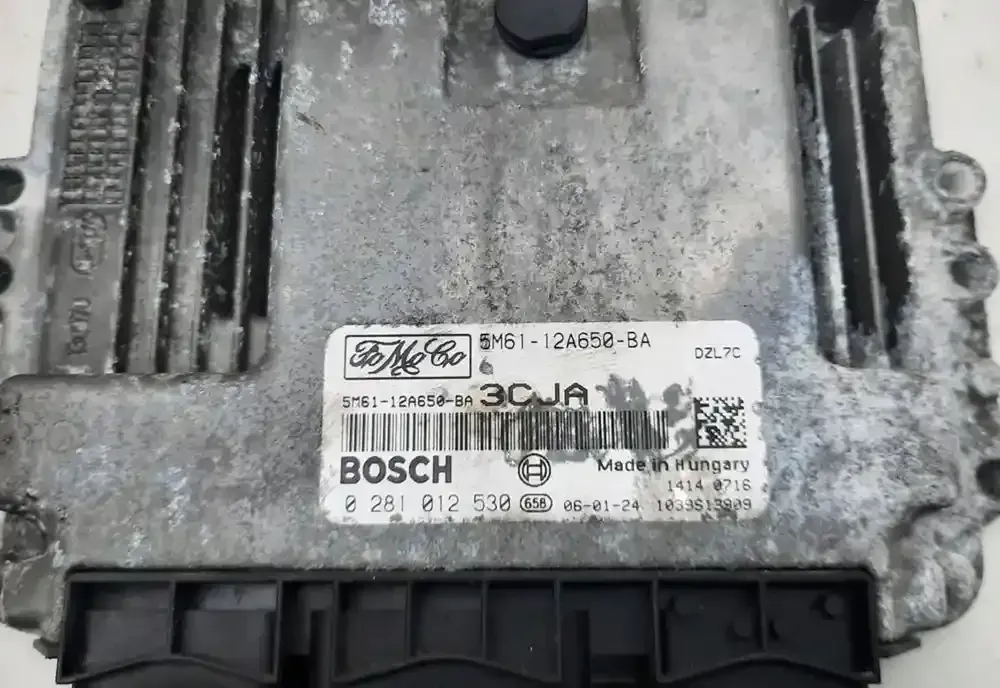 FoMoCo
5M61-12A650-BA
DZL7C
5M61-12A650-BA 3CJA
BOSCH
Made in Hungary
1414 0716
0 281 012 530 658 06-01-24 1039S13909